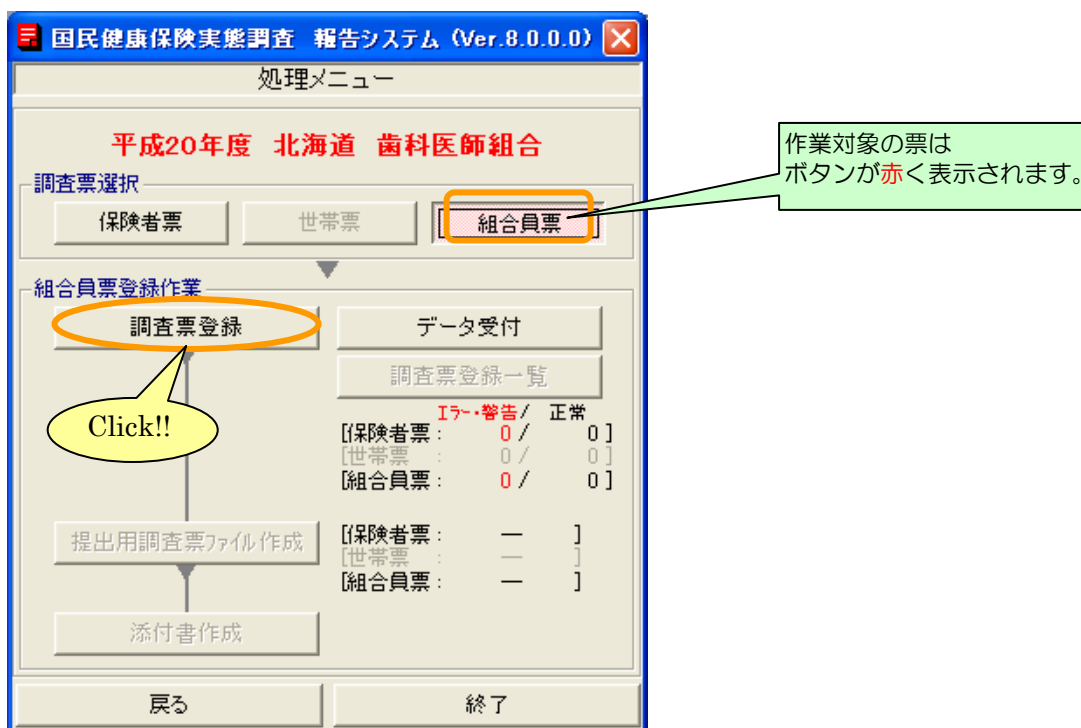 国民健康保険実態調査 報告システム (Ver.8.0.0.0)
処理メニュー
平成20年度 北海道 歯科医師組合
調査票選択
保険者票 世帯票 組合員票
作業対象の票は
ボタンが赤く表示されます。
組合員票登録作業
調査票登録 データ受付
調査票登録一覧
Click!!
エラー・警告/ 正常
[保険者票: 0/ 0]
[世帯票 : 0/ 0]
[組合員票: 0/ 0]
提出用調査票ファイル作成
[保険者票: ― ]
[世帯票 : ― ]
[組合員票: ― ]
添付書作成
戻る 終了